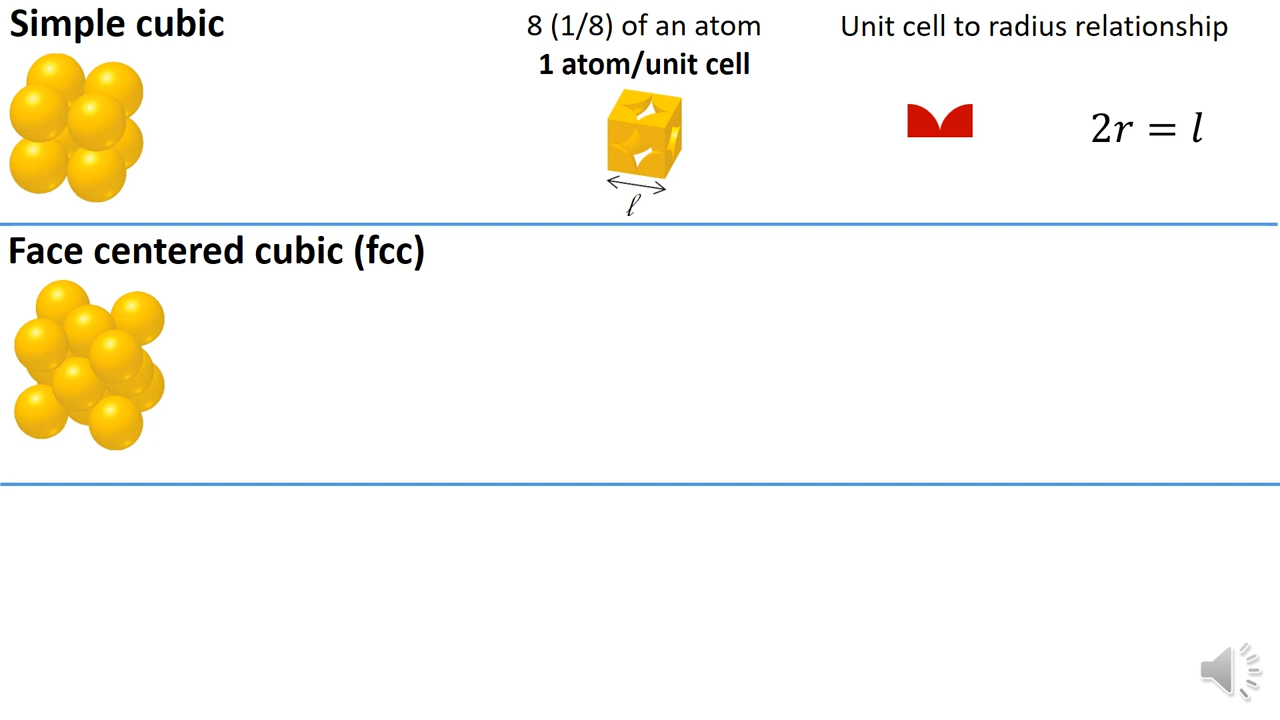 Simple cubic
8 (1/8) of an atom
1 atom/unit cell
Unit cell to radius relationship
2r = l
ℓ
Face centered cubic (fcc)